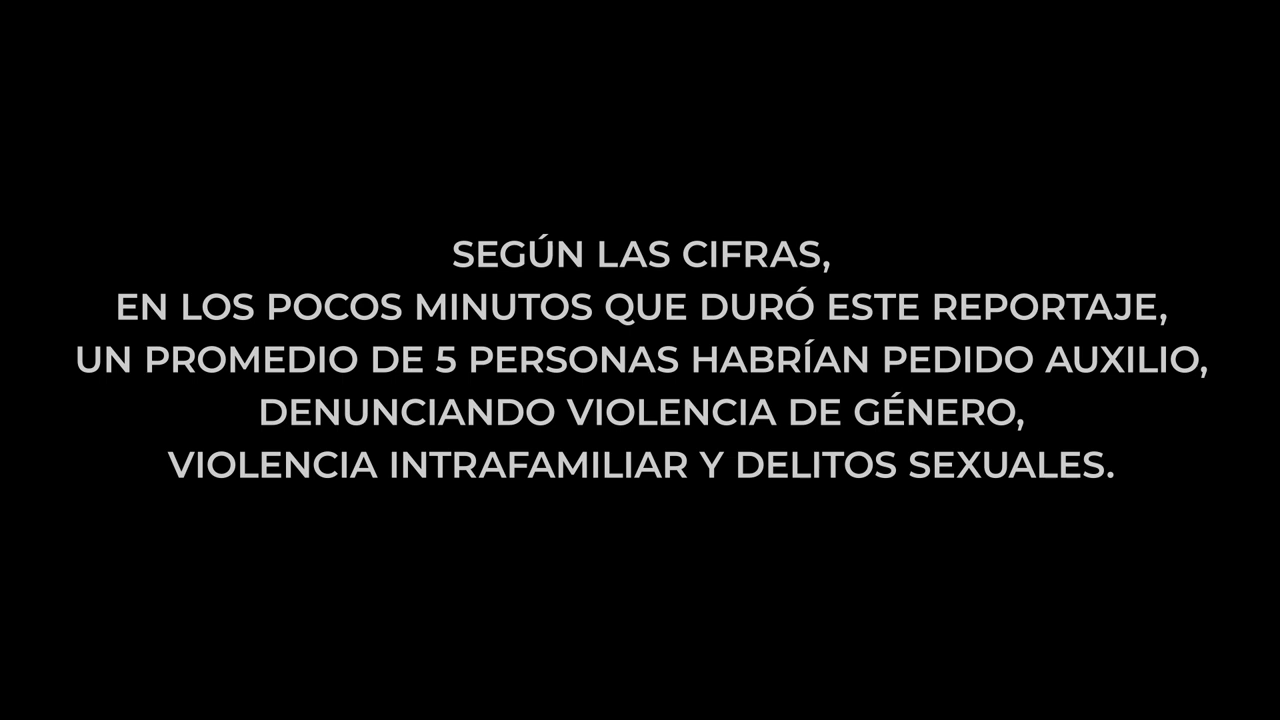 SEGÚN LAS CIFRAS,
EN LOS POCOS MINUTOS QUE DURÓ ESTE REPORTAJE,
UN PROMEDIO DE 5 PERSONAS HABRÍAN PEDIDO AUXILIO,
DENUNCIANDO VIOLENCIA DE GÉNERO,
VIOLENCIA INTRAFAMILIAR Y DELITOS SEXUALES.